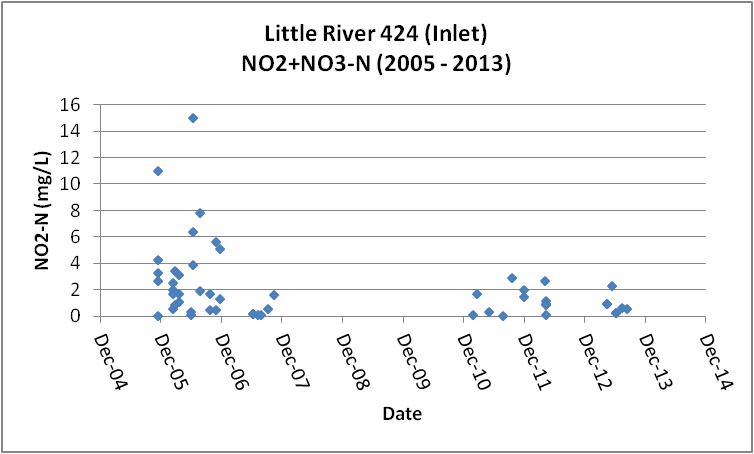 Little River 424 (Inlet)
NO2+NO3-N (2005 - 2013)
NO2-N (mg/L)
16
14
12
10
8
6
4
2
0
Dec-04
Dec-05
Dec-06
Dec-07
Dec-08
Dec-09
Dec-10
Dec-11
Dec-12
Dec-13
Dec-14
Date